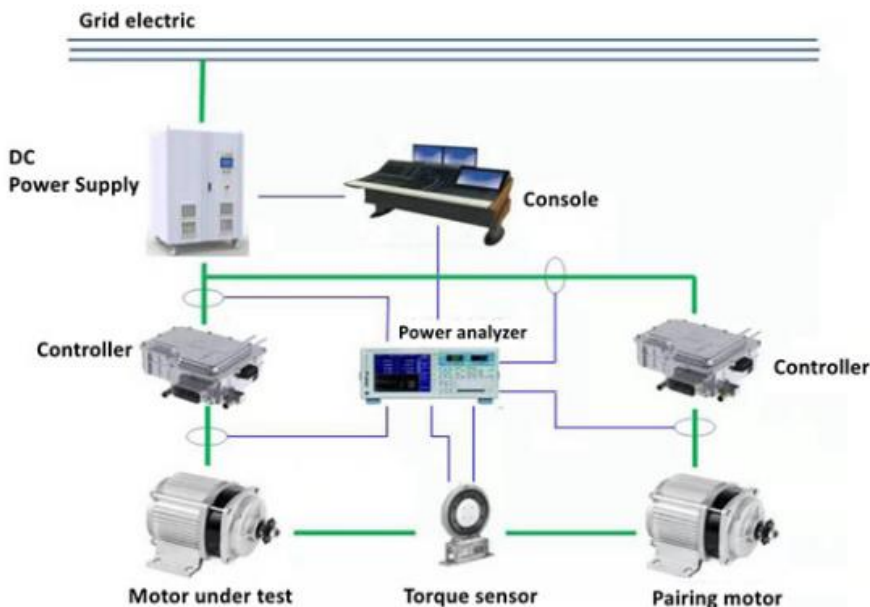 Grid electric
DC
Power Supply
Console
Power analyzer
Controller
Controller
Motor under test
Torque sensor
Pairing motor